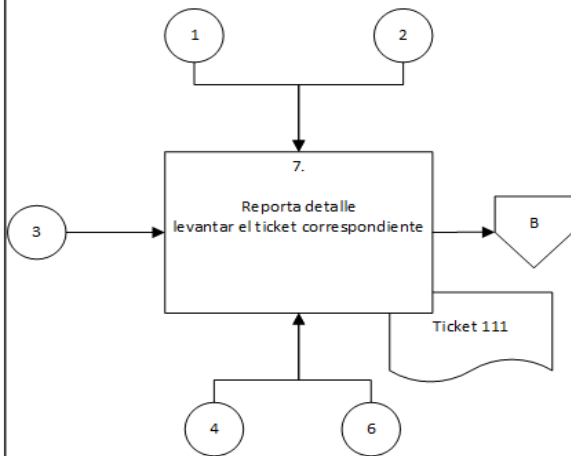 1
2
7.
Reporta detalle
levantar el ticket correspondiente
3
B
Ticket 111
4
6